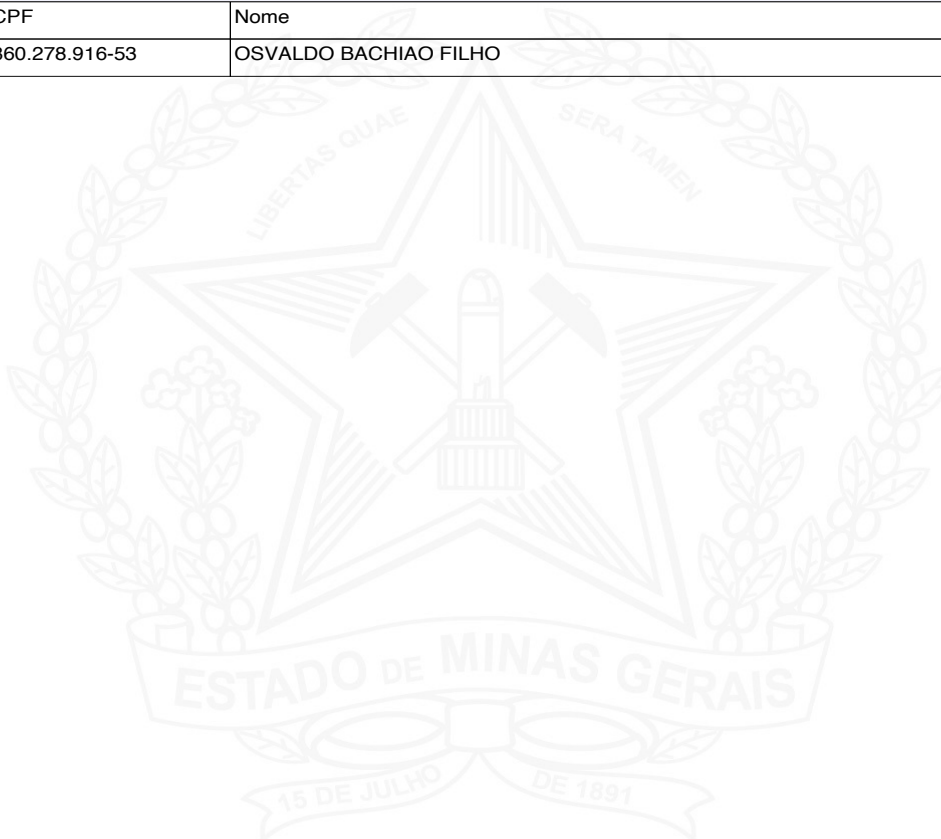 CPF Nome
360.278.916-53 OSVALDO BACHIAO FILHO
LIBERTAS QUAE SERA TAMEN
ESTADO DE MINAS GERAIS
15 DE JULHO DE 1891